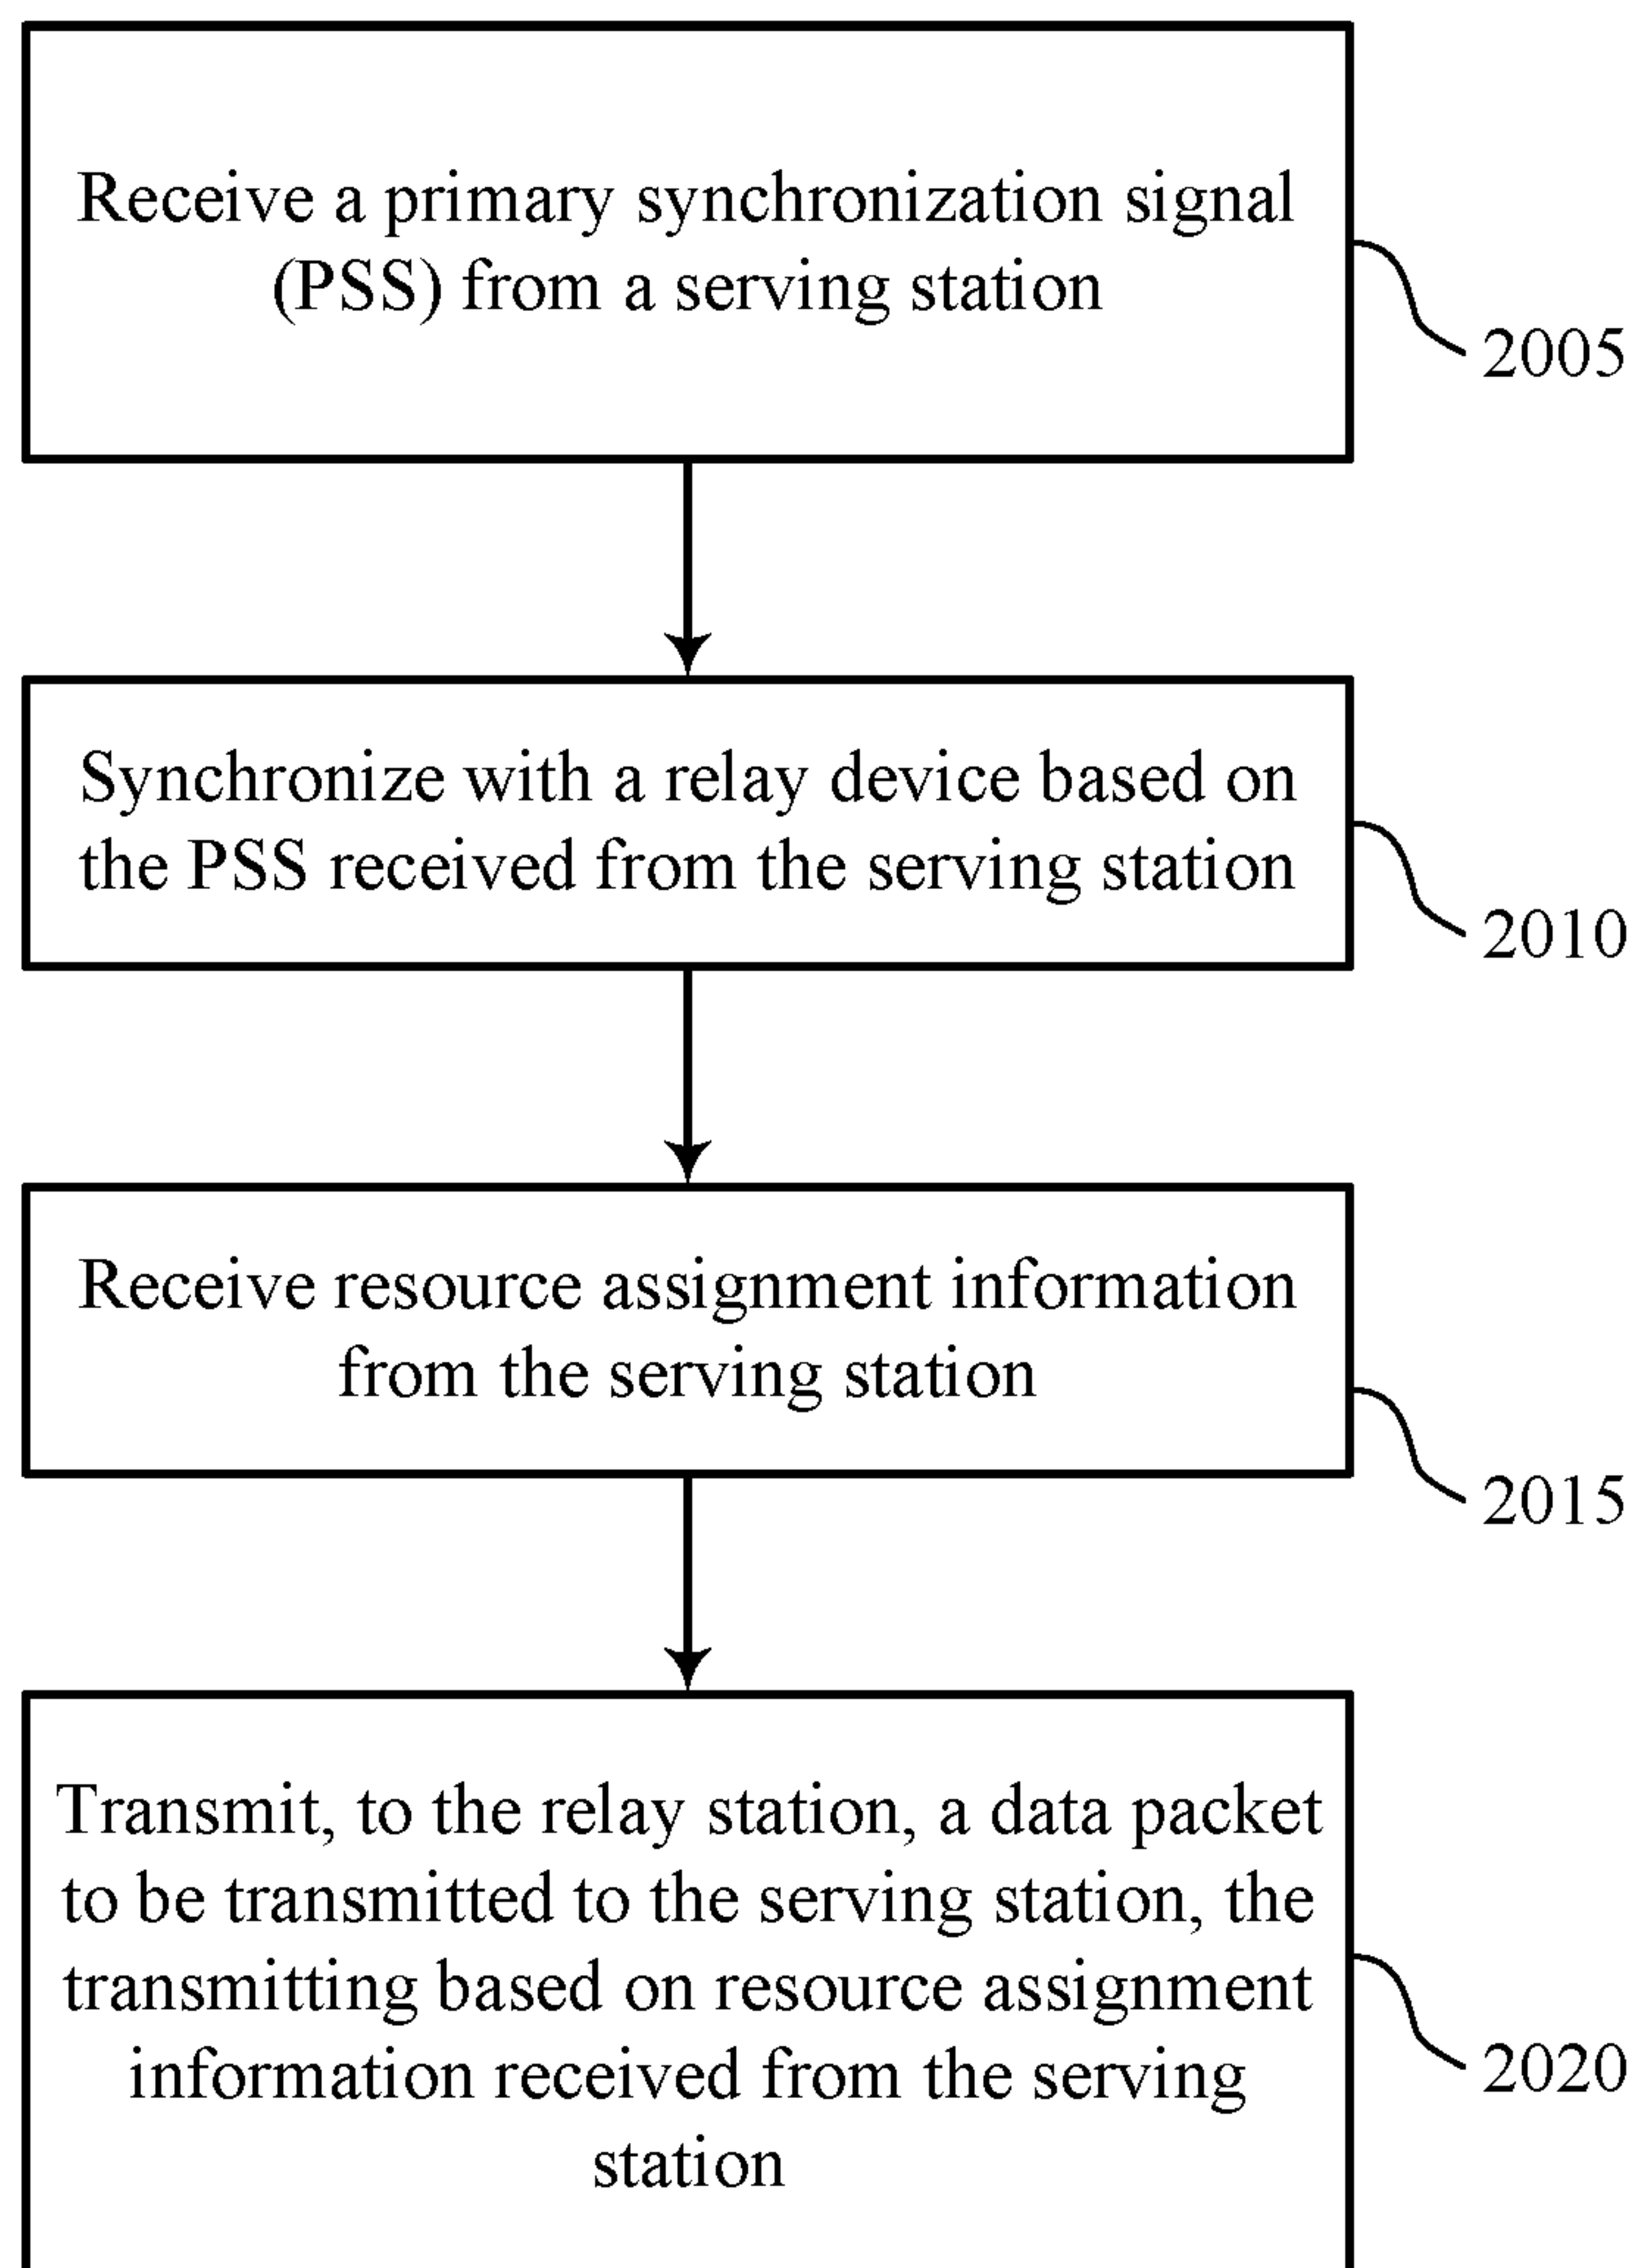 Receive a primary synchronization signal
(PSS) from a serving station
2005
Synchronize with a relay device based on
the PSS received from the serving station
2010
Receive resource assignment information
from the serving station
2015
Transmit, to the relay station, a data packet
to be transmitted to the serving station, the
transmitting based on resource assignment
information received from the serving
station
2020